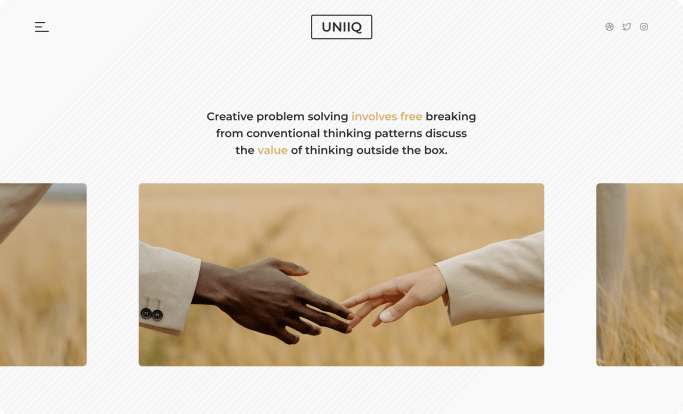 UNIIQ
Creative problem solving involves free breaking
from conventional thinking patterns discuss
the value of thinking outside the box.